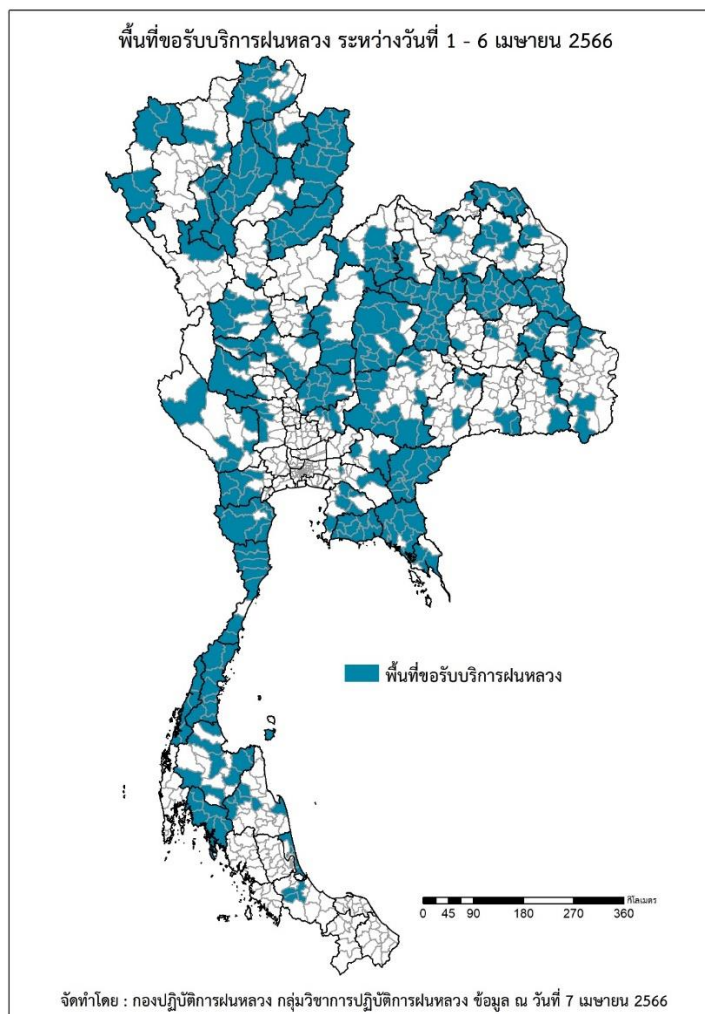 พื้นที่ขอรับบริการฝนหลวง ระหว่างวันที่ 1 - 6 เมษายน 2566
พื้นที่ขอรับบริการฝนหลวง
กิโลเมตร
0 45 90 180 270 360
จัดทำโดย : กองปฏิบัติการฝนหลวง กลุ่มวิชาการปฏิบัติการฝนหลวง ข้อมูล ณ วันที่ 7 เมษายน 2566